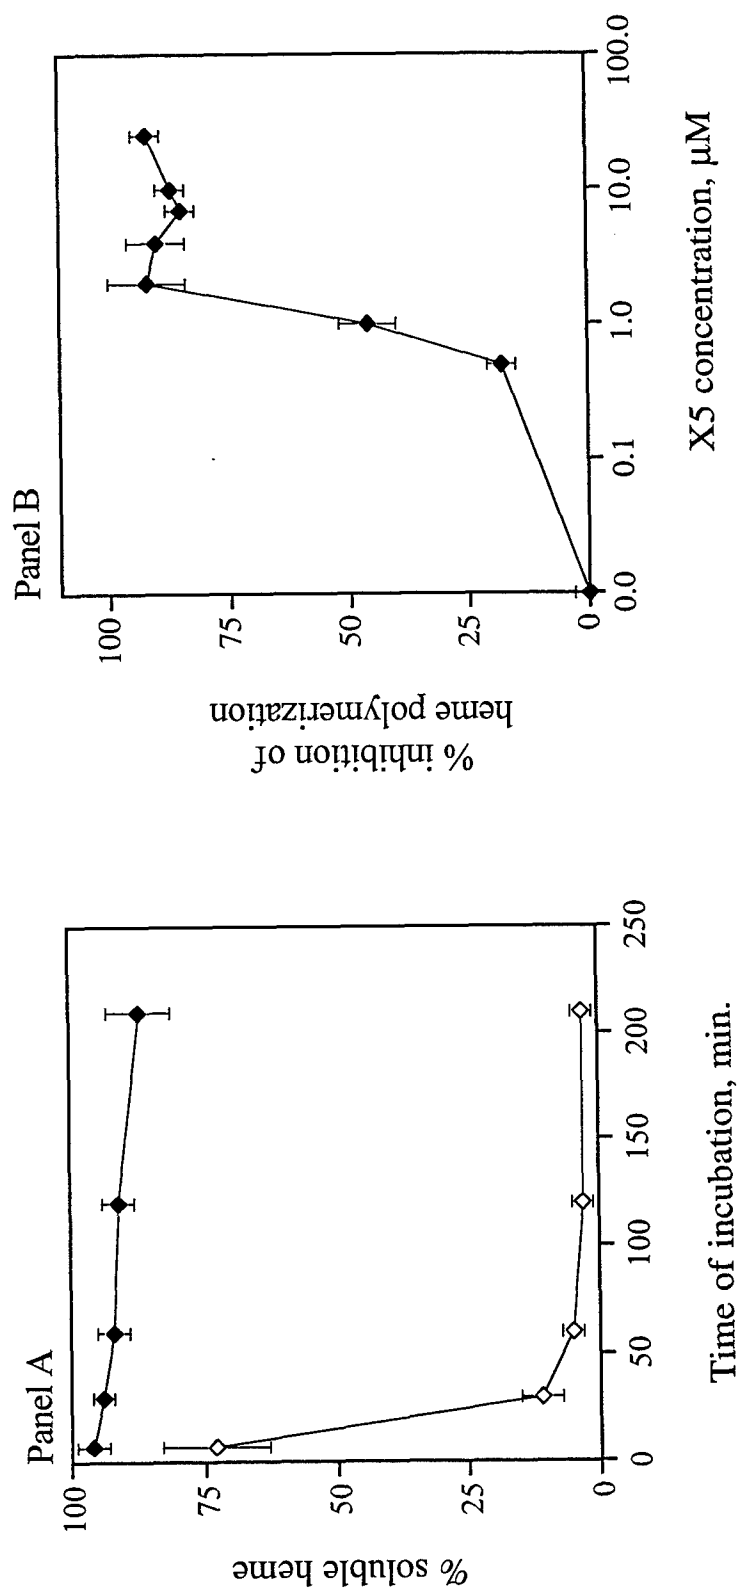 Panel A
% soluble heme
100
75
50
25
0
0 50 100 150 200 250
Time of incubation, min.
Panel B
% inhibition of
heme polymerization
100
75
50
25
0
0.0 0.1 1.0 10.0 100.0
X5 concentration, µM